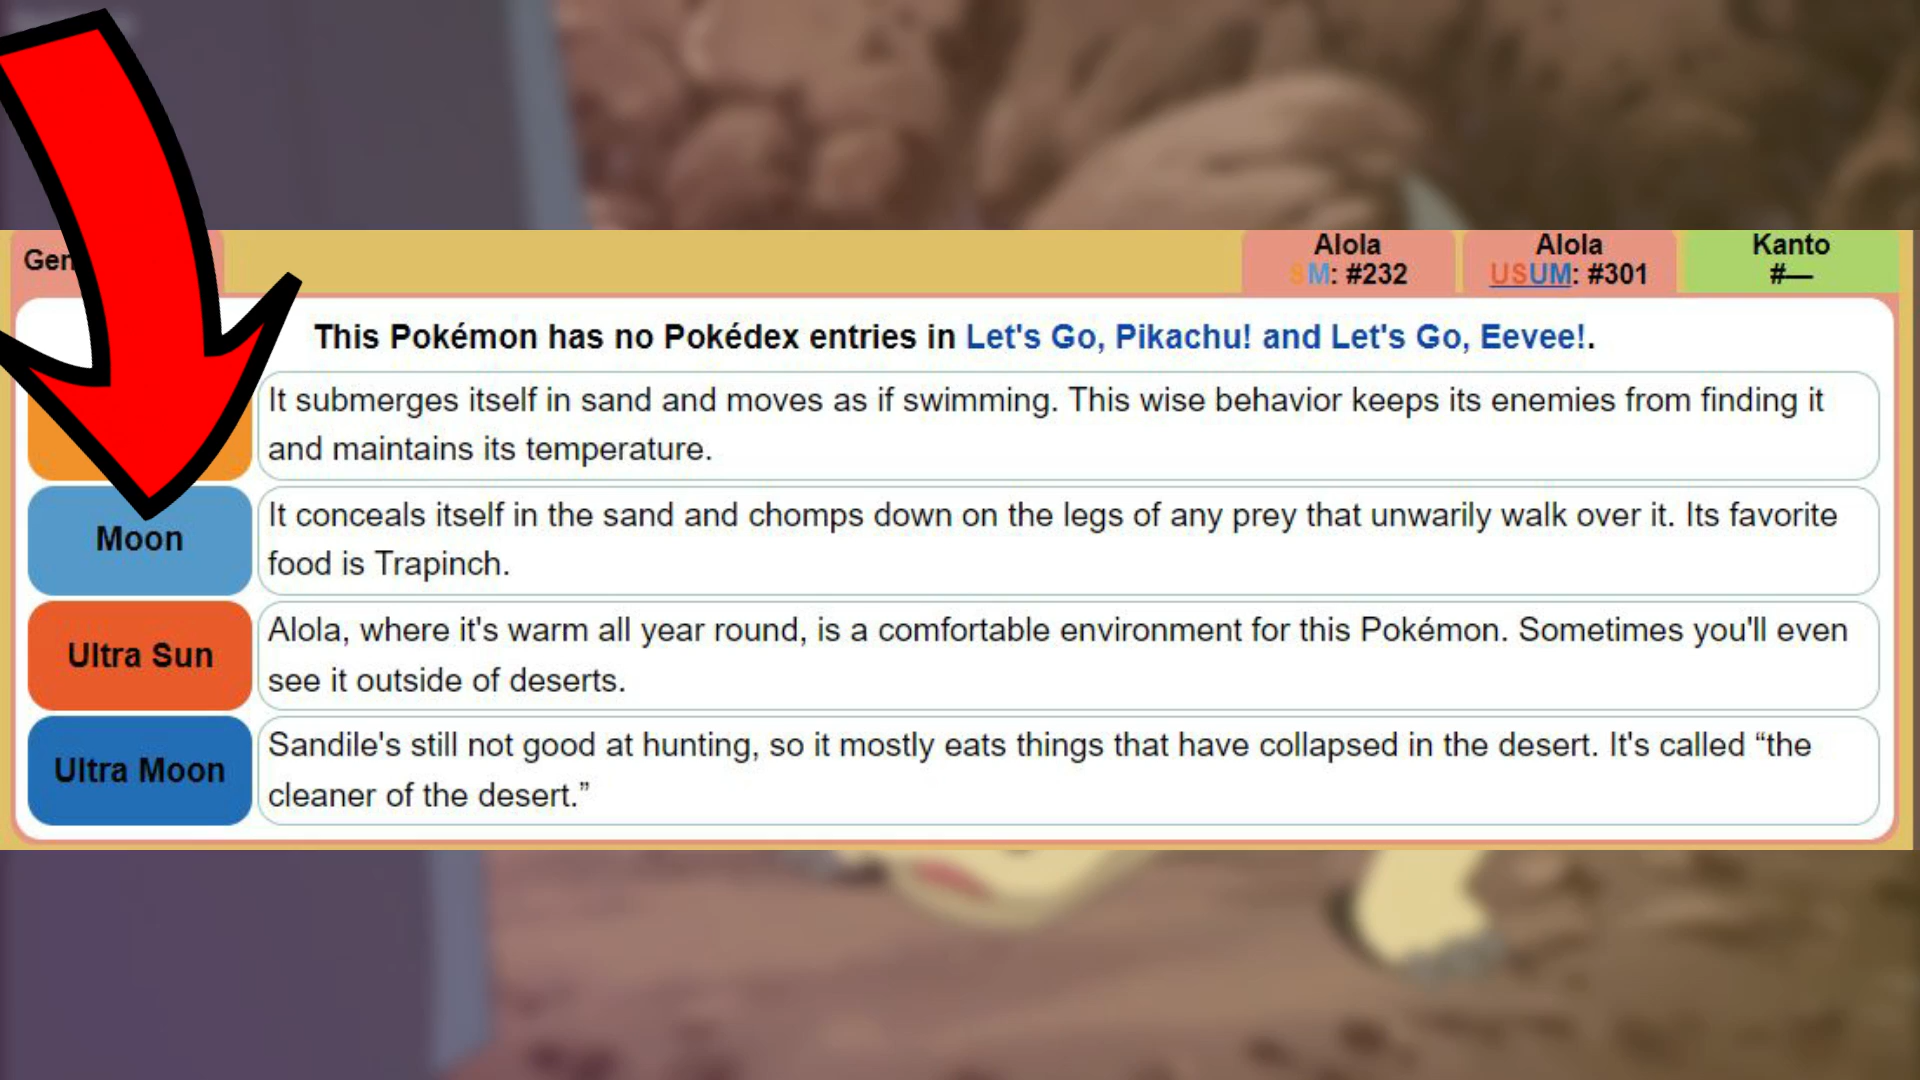 Gen
Alola
SM: #232
Alola
USUM: #301
Kanto
#—
This Pokémon has no Pokédex entries in Let's Go, Pikachu! and Let's Go, Eevee!.
It submerges itself in sand and moves as if swimming. This wise behavior keeps its enemies from finding it
and maintains its temperature.
Moon
It conceals itself in the sand and chomps down on the legs of any prey that unwarily walk over it. Its favorite
food is Trapinch.
Ultra Sun
Alola, where it's warm all year round, is a comfortable environment for this Pokémon. Sometimes you'll even
see it outside of deserts.
Ultra Moon
Sandile's still not good at hunting, so it mostly eats things that have collapsed in the desert. It's called “the
cleaner of the desert.”